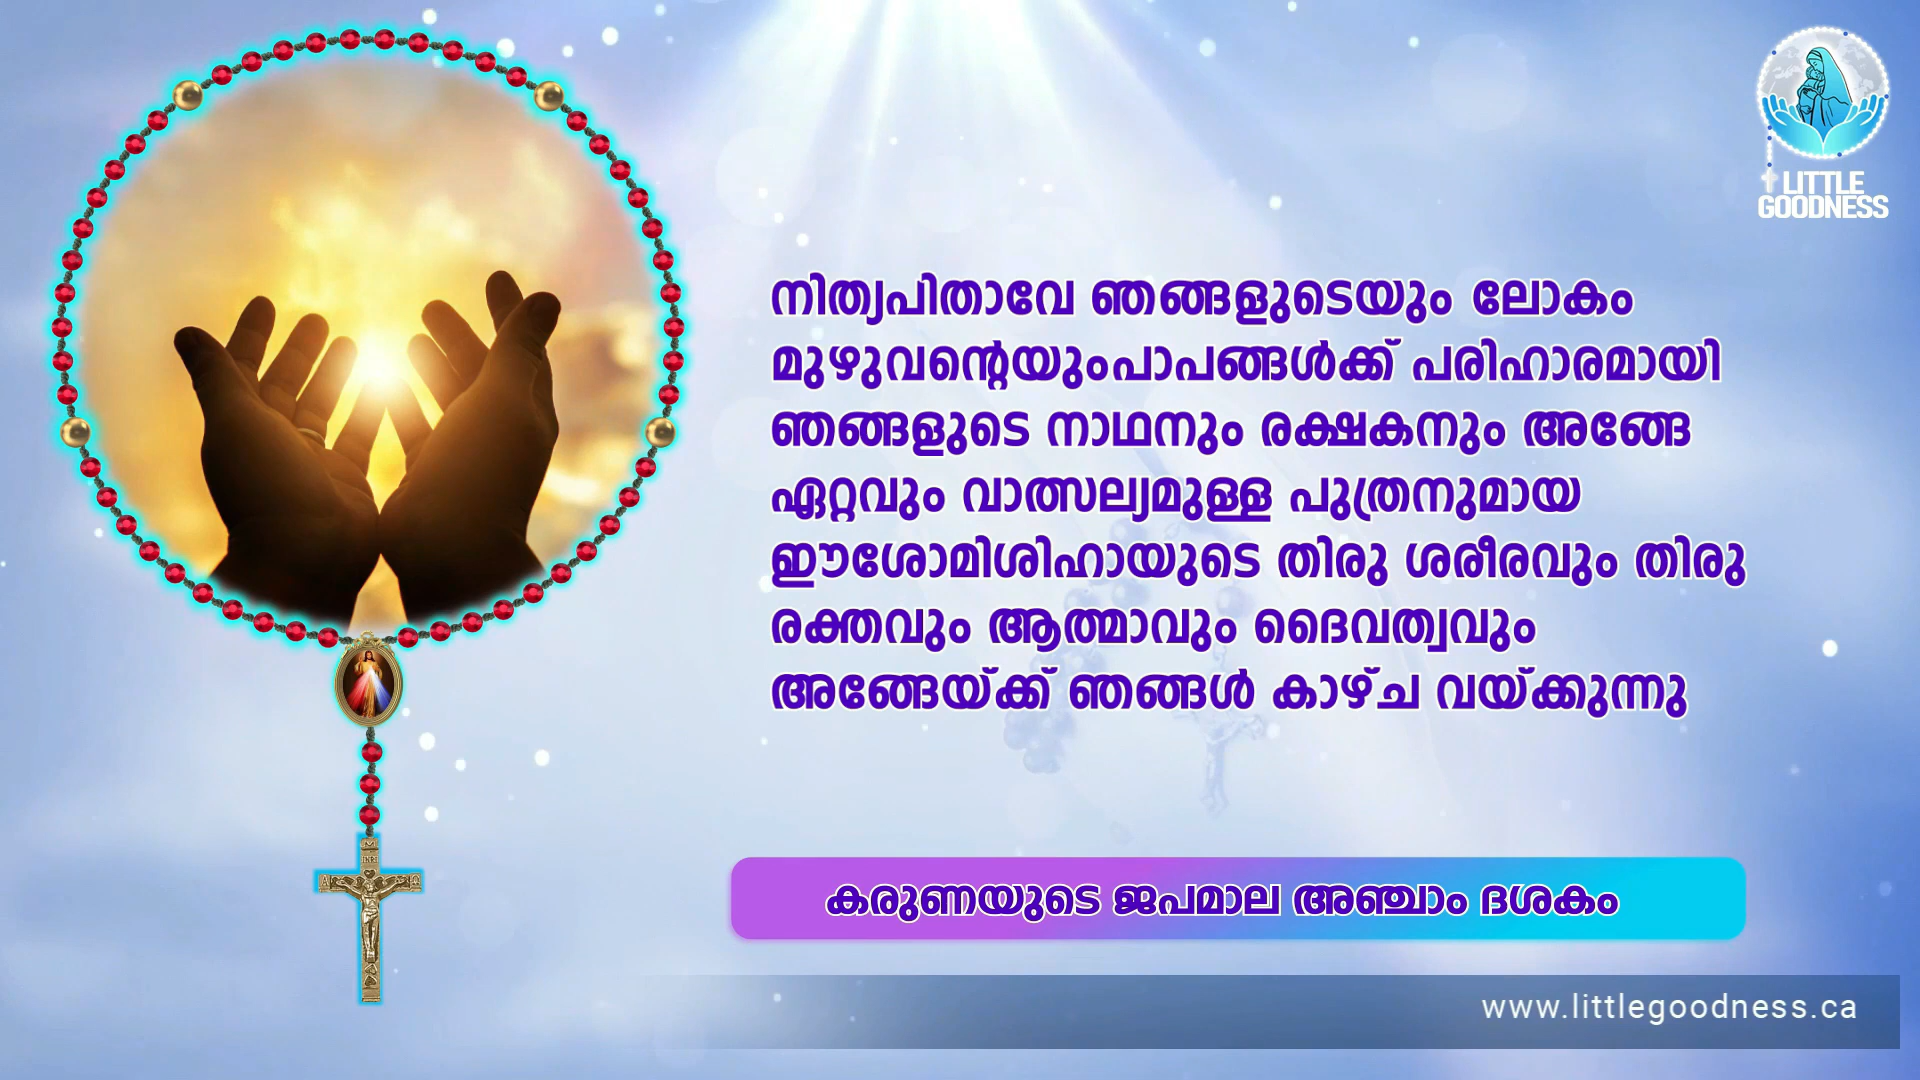 LITTLE
GOODNESS
നിത്യപിതാവേ ഞങ്ങളുടെയും ലോകം
മുഴുവന്റെയുംപാപങ്ങൾക്ക് പരിഹാരമായി
ഞങ്ങളുടെ നാഥനും രക്ഷകനും അങ്ങേ
ഏറ്റവും വാത്സല്യമുള്ള പുത്രനുമായ
ഈശോമിശിഹായുടെ തിരു ശരീരവും തിരു
രക്തവും ആത്മാവും ദൈവത്വവും
അങ്ങേയ്ക്ക് ഞങ്ങൾ കാഴ്ച വയ്ക്കുന്നു
INRI
കരുണയുടെ ജപമാല അഞ്ചാം ദശകം
www.littlegoodness.ca